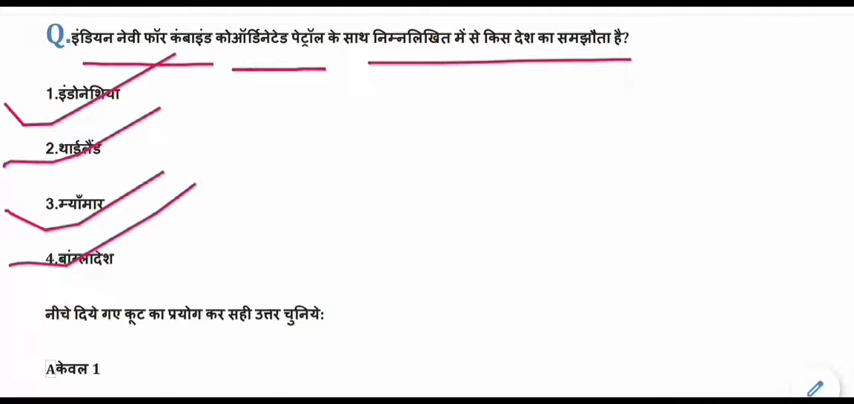 Q.इंडियन नेवी फॉर कंबाइंड कोऑर्डिनेटेड पेट्रॉल के साथ निम्नलिखित में से किस देश का समझौता है?
1.इंडोनेशिया
2.थाईलैंड
3.म्याँमार
4.बांग्लादेश
नीचे दिये गए कूट का प्रयोग कर सही उत्तर चुनिये:
Aकेवल 1